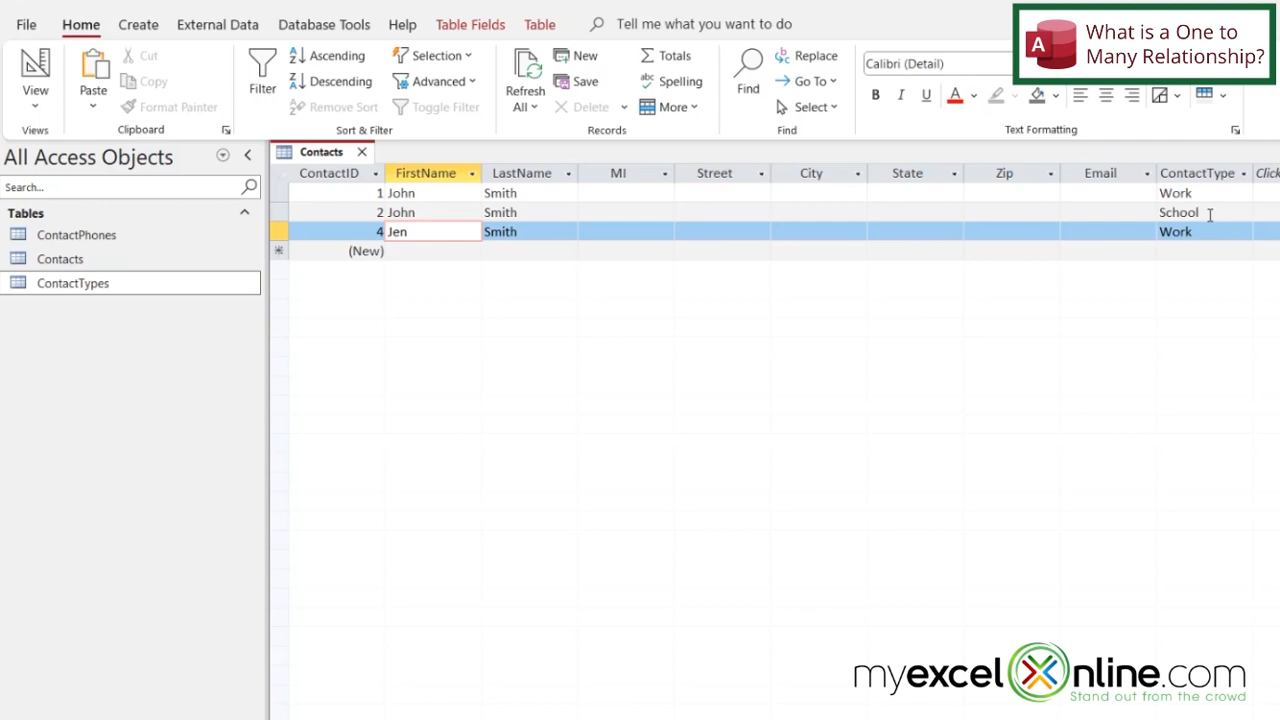 File Home Create External Data Database Tools Help Table Fields Table Tell me what you want to do
What is a One to
Many Relationship?
A
View
Views
Paste
Cut
Copy
Format Painter
Clipboard
Filter
Ascending
Descending
Remove Sort
Selection
Advanced
Toggle Filter
Sort & Filter
Refresh
All
New
Save
Delete
Totals
Spelling
More
Records
Find
Replace
Go To
Select
Find
Calibri (Detail)
B I U A
Text Formatting
All Access Objects
Search...
Tables
ContactPhones
Contacts
ContactTypes
Contacts
ContactID FirstName LastName MI Street City State Zip Email ContactType Click
1 John Smith Work
2 John Smith School
4 Jen Smith Work
(New)
myexcelonline.com
Stand out from the crowd